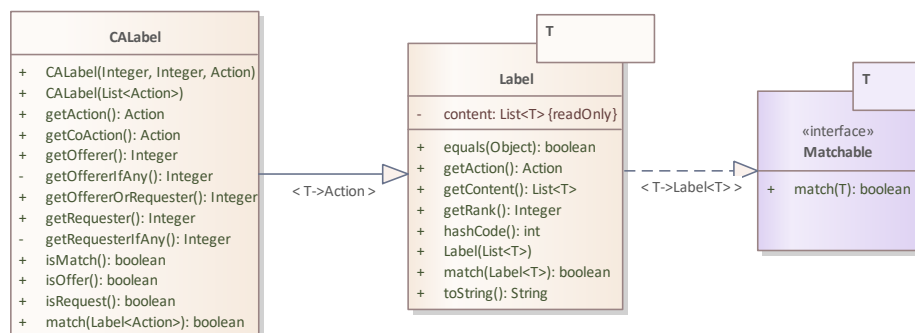 CALabel
+ CALabel(Integer, Integer, Action)
+ CALabel(List<Action>)
+ getAction(): Action
+ getCoAction(): Action
+ getOfferer(): Integer
- getOffererIfAny(): Integer
+ getOffererOrRequester(): Integer
+ getRequester(): Integer
- getRequesterIfAny(): Integer
+ isMatch(): boolean
+ isOffer(): boolean
+ isRequest(): boolean
+ match(Label<Action>): boolean
< T->Action >
T
Label
- content: List<T> {readOnly}
+ equals(Object): boolean
+ getAction(): Action
+ getContent(): List<T>
+ getRank(): Integer
+ hashCode(): int
+ Label(List<T>)
+ match(Label<T>): boolean
+ toString(): String
< T->Label<T> >
T
«interface»
Matchable
+ match(T): boolean